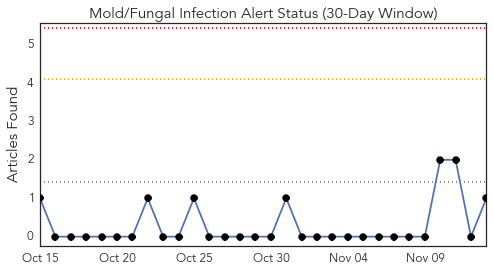 Mold/Fungal Infection Alert Status (30-Day Window)
Articles Found
5
4
3
2
1
0
Oct 15 Oct 20 Oct 25 Oct 30 Nov 04 Nov 09